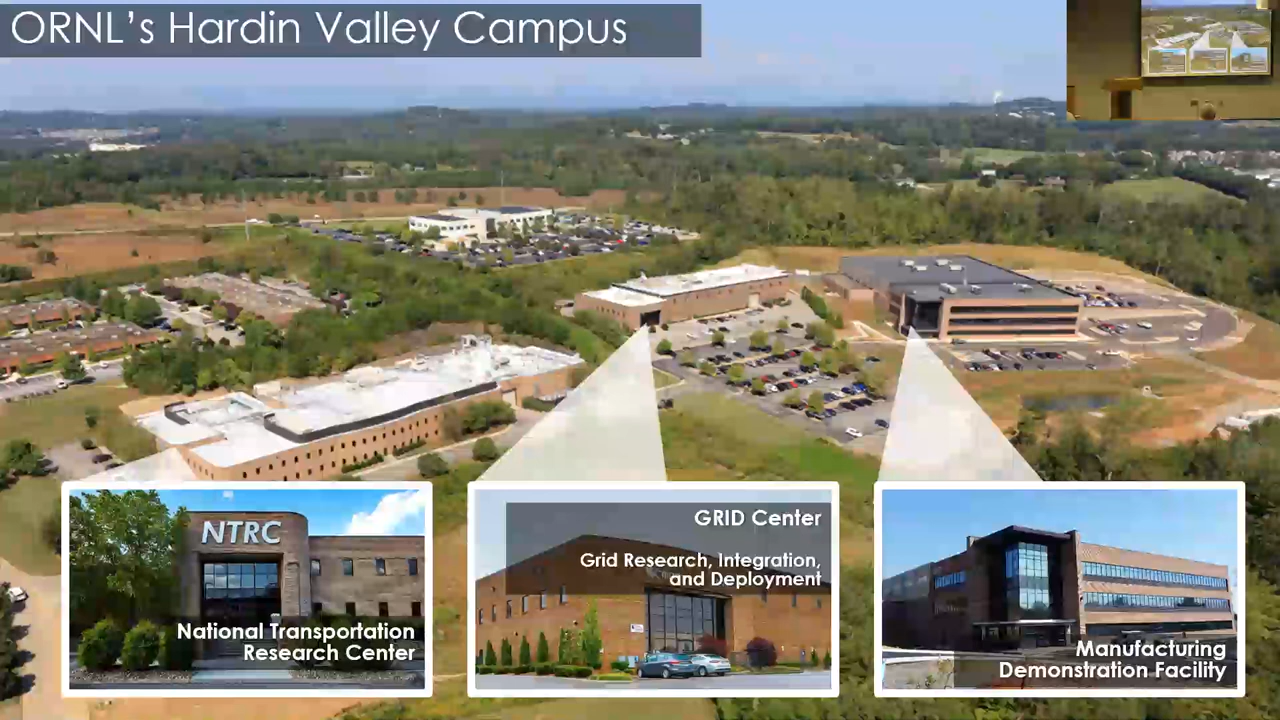 ORNL's Hardin Valley Campus
NTRC
National Transportation
Research Center
GRID Center
Grid Research, Integration,
and Deployment
Manufacturing
Demonstration Facility